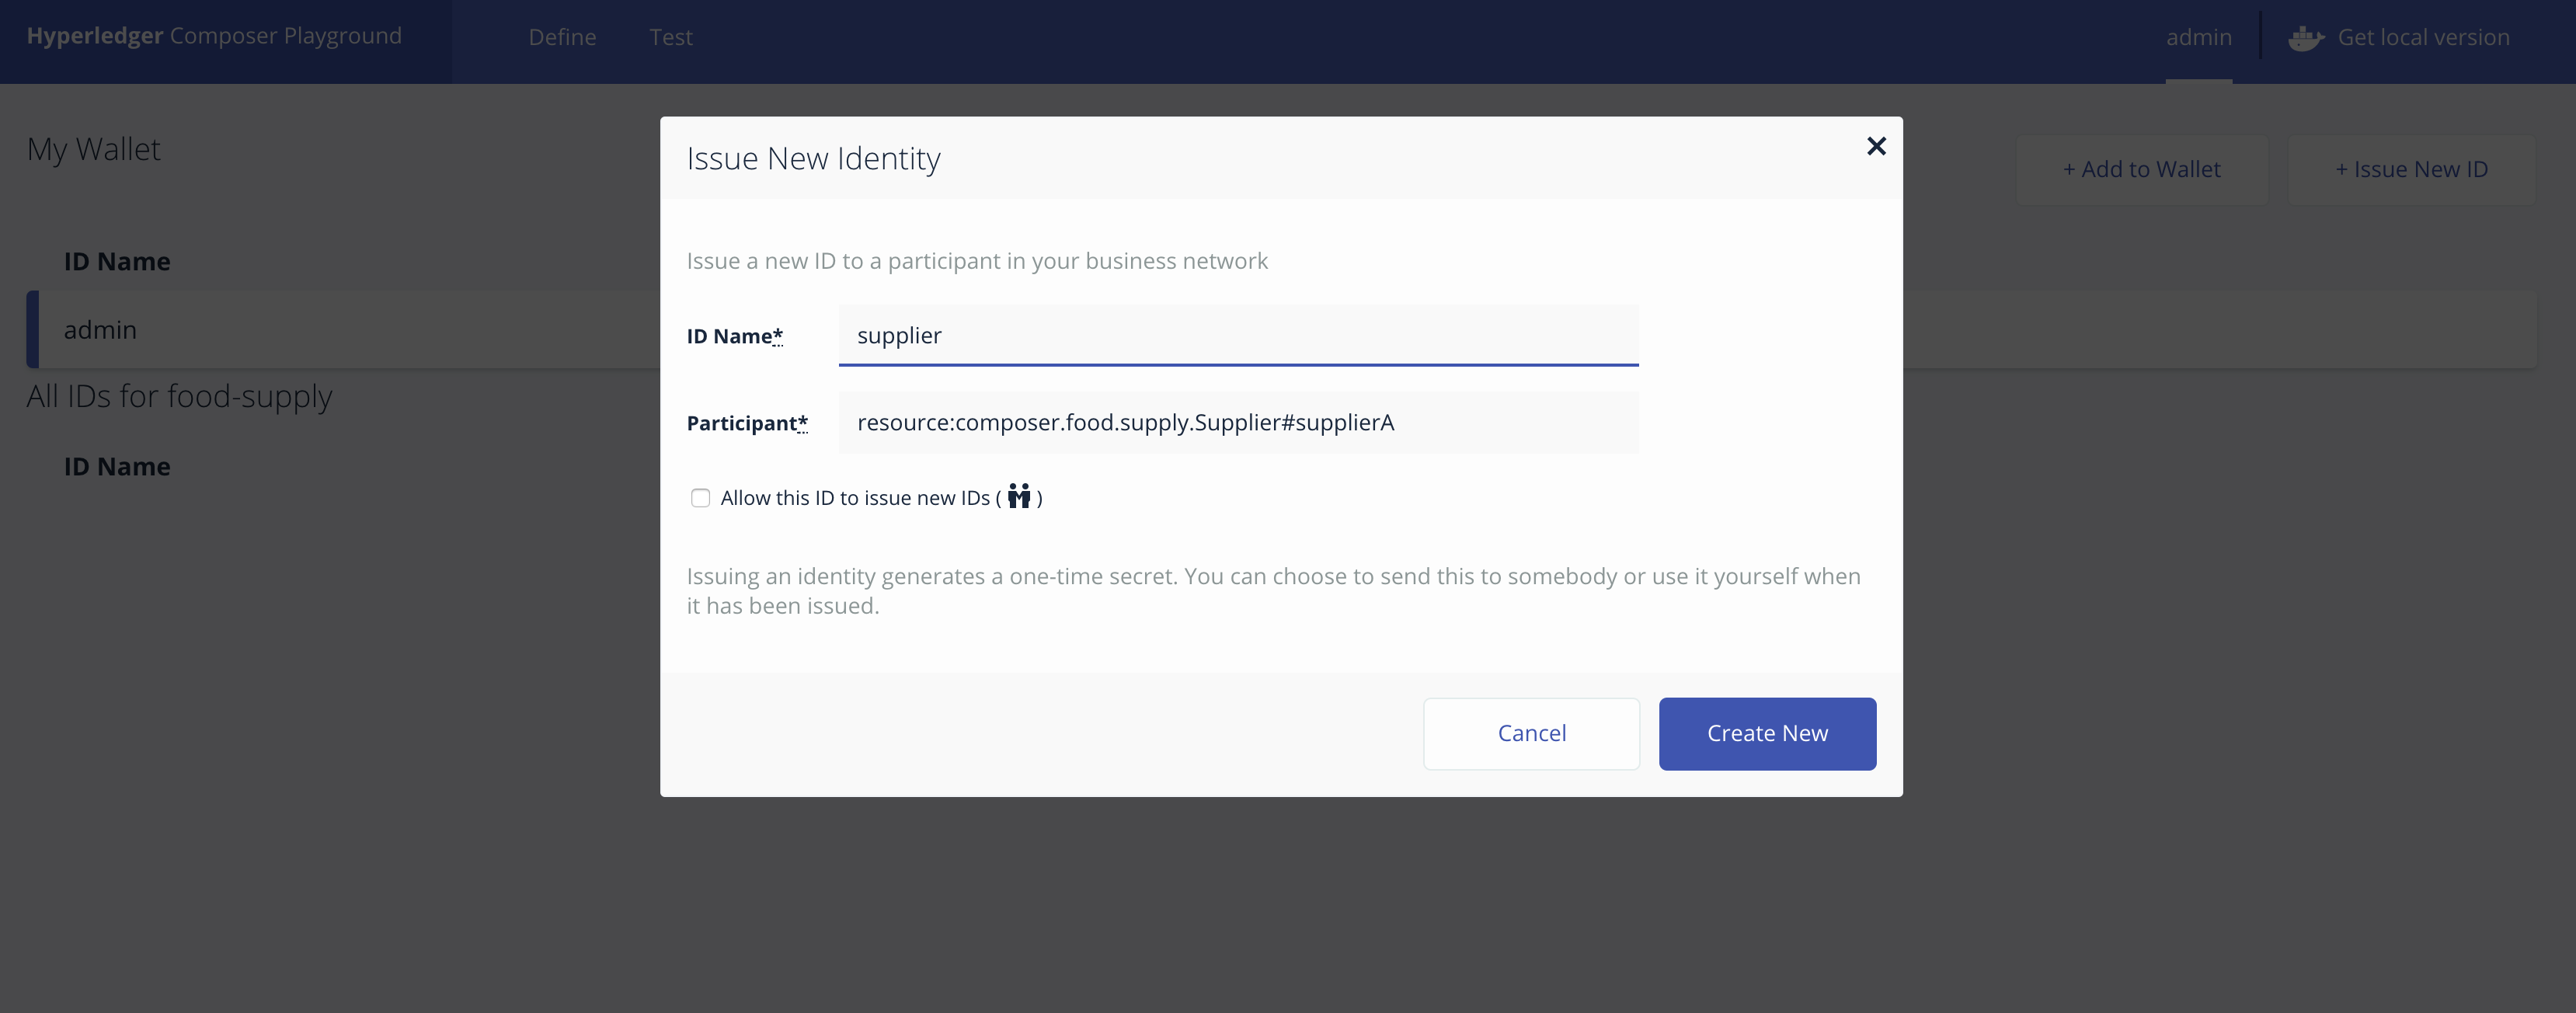 Hyperledger Composer Playground
Define
Test
admin
Get local version
My Wallet
+ Add to Wallet
+ Issue New ID
ID Name
admin
All IDs for food-supply
ID Name
Issue New Identity
Issue a new ID to a participant in your business network
ID Name*
supplier
Participant*
resource:composer.food.supply.Supplier#supplierA
Allow this ID to issue new IDs ( )
Issuing an identity generates a one-time secret. You can choose to send this to somebody or use it yourself when
it has been issued.
Cancel
Create New